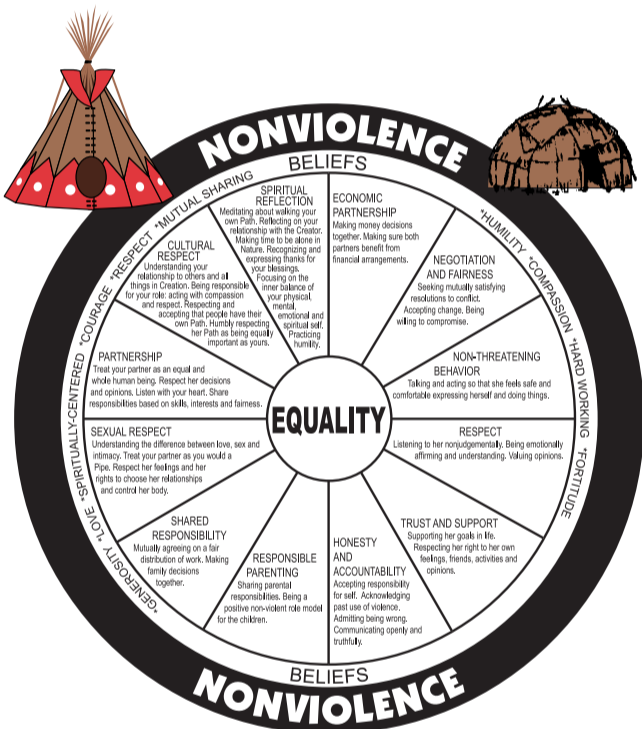 NONVIOLENCE
BELIEFS
*GENEROSITY *LOVE *SPIRITUALLY-CENTERED *COURAGE *RESPECT *MUTUAL SHARING
*HUMILITY *COMPASSION *HARD WORKING *FORTITUDE
SPIRITUAL
REFLECTION
Meditating about walking your
own Path. Reflecting on your
relationship with the Creator.
Making time to be alone in
Nature. Recognizing and
expressing thanks for
your blessings.
Focusing on the
inner balance of
your physical,
mental,
emotional and
spiritual self.
Practicing
humility.
ECONOMIC
PARTNERSHIP
Making money decisions
together. Making sure both
partners benefit from
financial arrangements.
NEGOTIATION
AND FAIRNESS
Seeking mutually satisfying
resolutions to conflict.
Accepting change. Being
willing to compromise.
NON-THREATENING
BEHAVIOR
Talking and acting so that she feels safe and
comfortable expressing herself and doing things.
RESPECT
Listening to her nonjudgementally. Being emotionally
affirming and understanding. Valuing opinions.
TRUST AND SUPPORT
Supporting her goals in life.
Respecting her right to her own
feelings, friends, activities and
opinions.
HONESTY
AND
ACCOUNTABILITY
Accepting responsibility
for self. Acknowledging
past use of violence.
Admitting being wrong.
Communicating openly and
truthfully.
RESPONSIBLE
PARENTING
Sharing parental
responsibilities. Being a
positive non-violent role model
for the children.
SHARED
RESPONSIBILITY
Mutually agreeing on a fair
distribution of work. Making
family decisions
together.
SEXUAL RESPECT
Understanding the difference between love, sex and
intimacy. Treat your partner as you would a
Pipe. Respect her feelings and her
rights to choose her relationships
and control her body.
PARTNERSHIP
Treat your partner as an equal and
whole human being. Respect her decisions
and opinions. Listen with your heart. Share
responsibilities based on skills, interests and fairness.
CULTURAL
RESPECT
Understanding your
relationship to others and all
things in Creation. Being responsible
for your role: acting with compassion
and respect. Respecting and
accepting that people have their
own Path. Humbly respecting
her Path as being equally
important as yours.
EQUALITY
BELIEFS
NONVIOLENCE